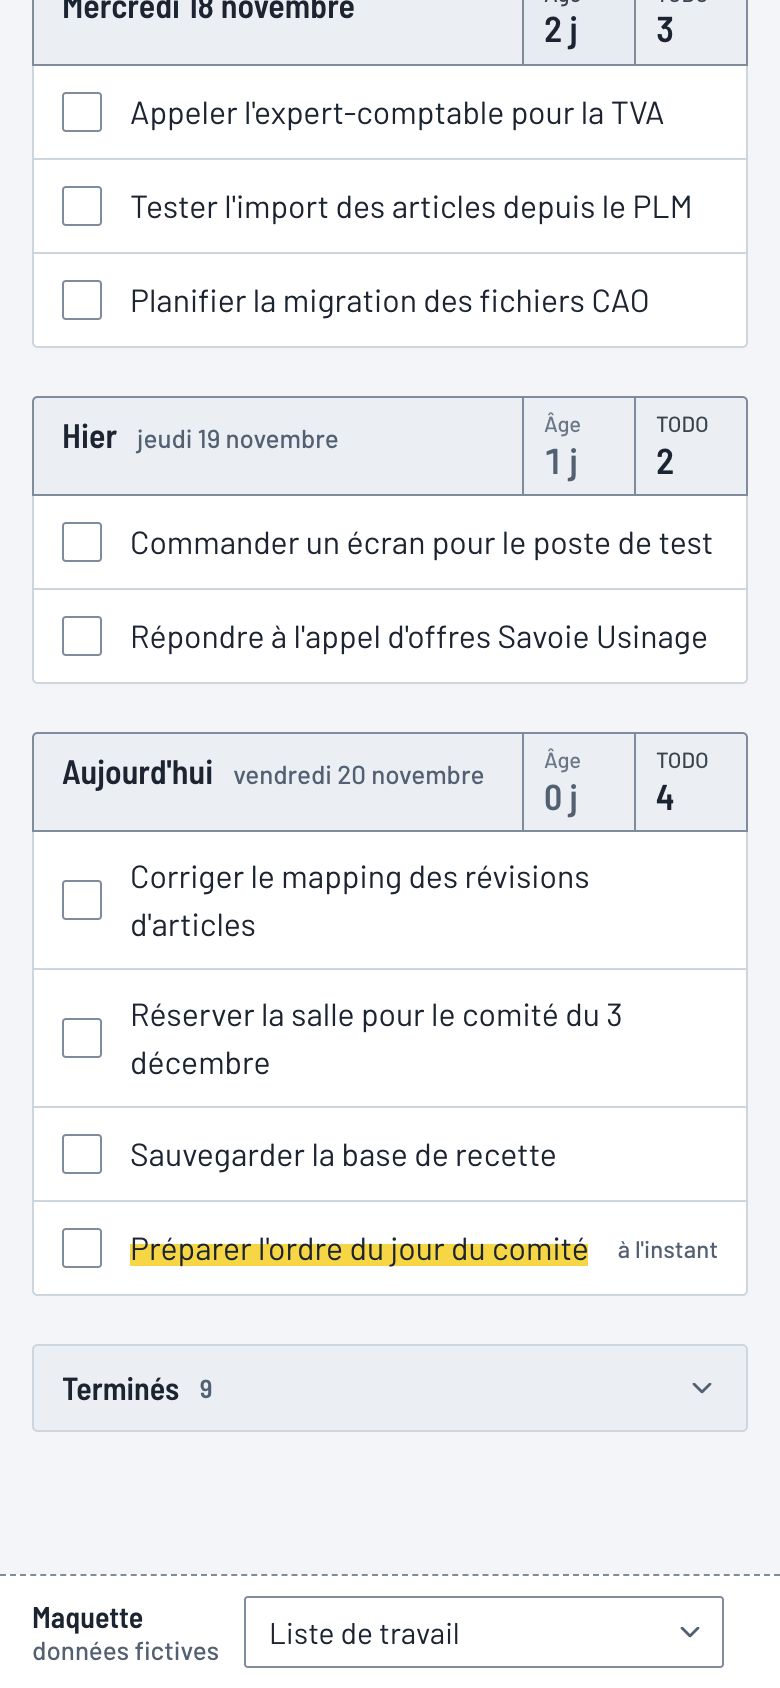 Mercredi 18 novembre
Âge
TODO
2 j
3
Appeler l'expert-comptable pour la TVA
Tester l'import des articles depuis le PLM
Planifier la migration des fichiers CAO
Hier jeudi 19 novembre
Âge
TODO
1 j
2
Commander un écran pour le poste de test
Répondre à l'appel d'offres Savoie Usinage
Aujourd'hui vendredi 20 novembre
Âge
TODO
0 j
4
Corriger le mapping des révisions
d'articles
Réserver la salle pour le comité du 3
décembre
Sauvegarder la base de recette
Préparer l'ordre du jour du comité à l'instant
Terminés 9
Maquette
données fictives
Liste de travail